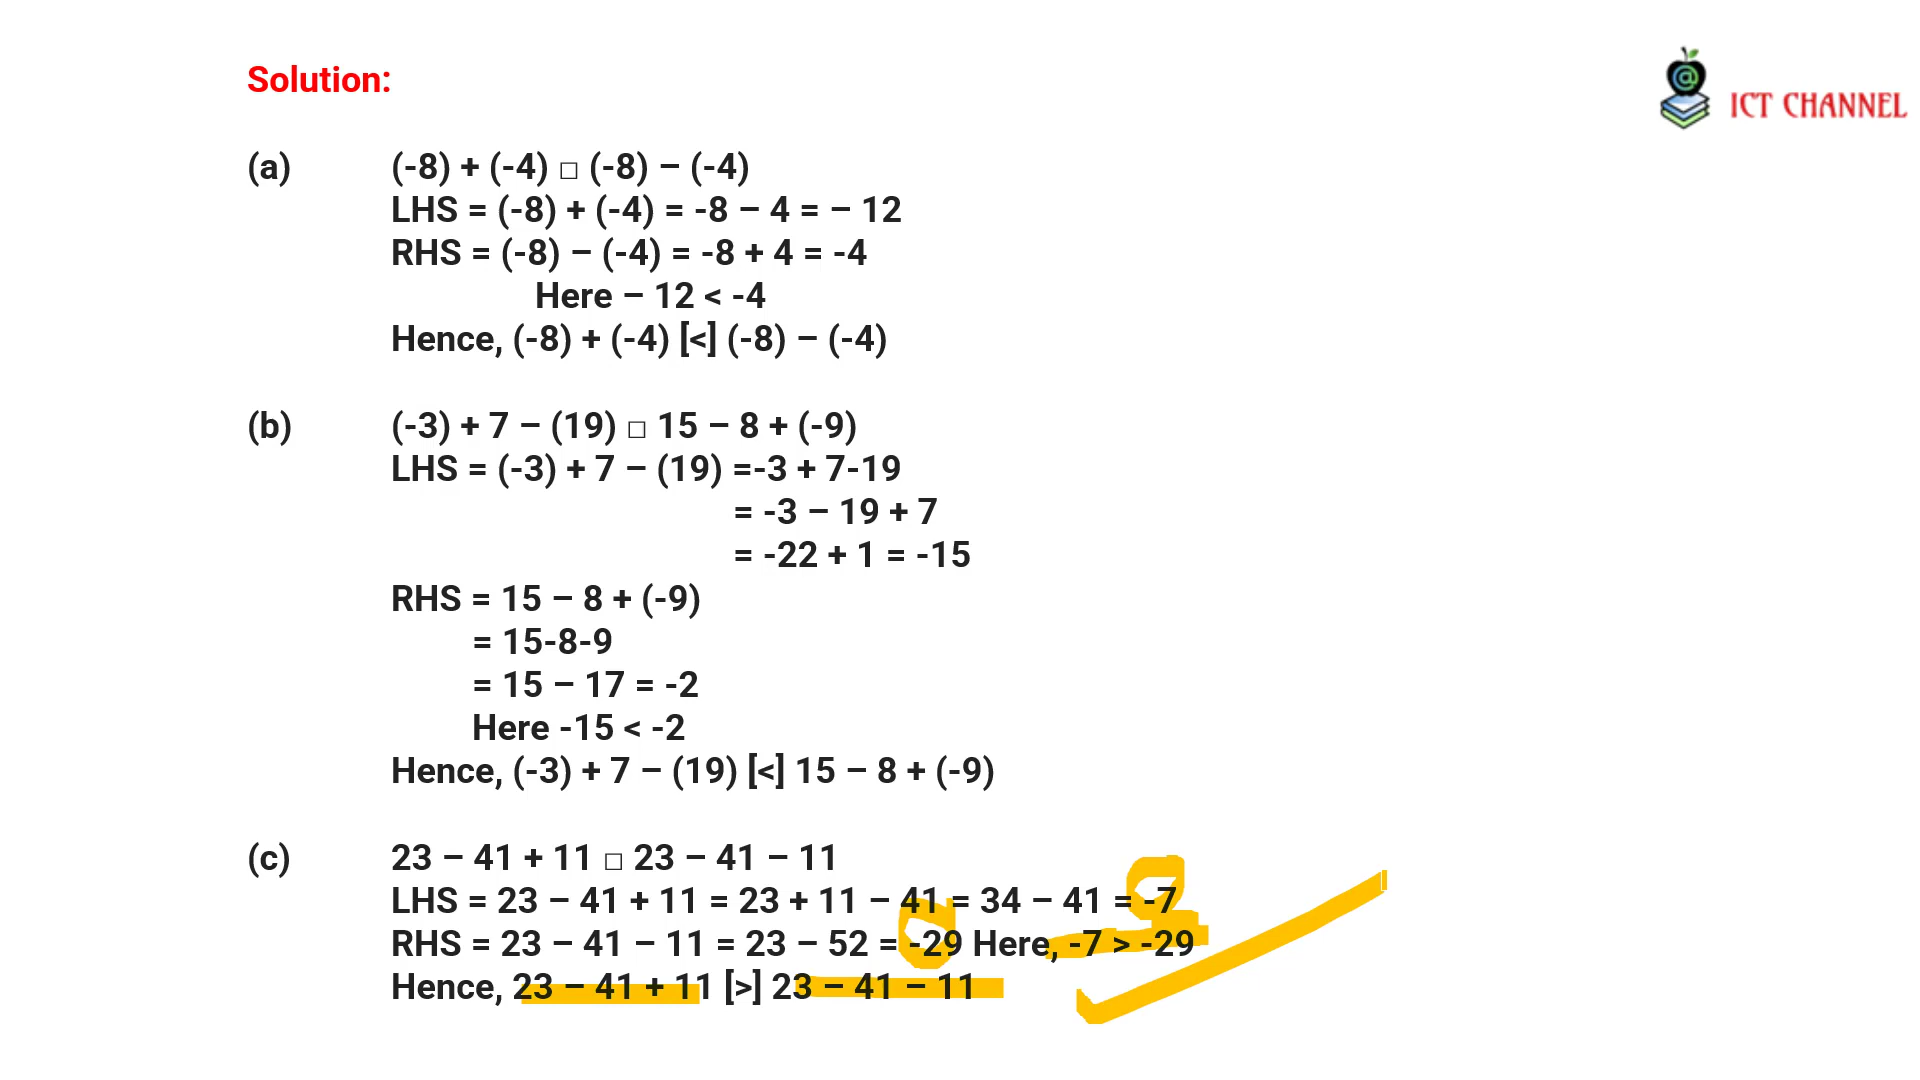 Solution:
ICT CHANNEL
(a) (-8) + (-4) □ (-8) – (-4)
LHS = (-8) + (-4) = -8 – 4 = – 12
RHS = (-8) – (-4) = -8 + 4 = -4
Here – 12 < -4
Hence, (-8) + (-4) [<] (-8) – (-4)
(b) (-3) + 7 – (19) □ 15 – 8 + (-9)
LHS = (-3) + 7 – (19) =-3 + 7-19
= -3 – 19 + 7
= -22 + 1 = -15
RHS = 15 – 8 + (-9)
= 15-8-9
= 15 – 17 = -2
Here -15 < -2
Hence, (-3) + 7 – (19) [<] 15 – 8 + (-9)
(c) 23 – 41 + 11 □ 23 – 41 – 11
LHS = 23 – 41 + 11 = 23 + 11 – 41 = 34 – 41 = -7
RHS = 23 – 41 – 11 = 23 – 52 = -29 Here, -7 > -29
Hence, 23 – 41 + 11 [>] 23 – 41 – 11